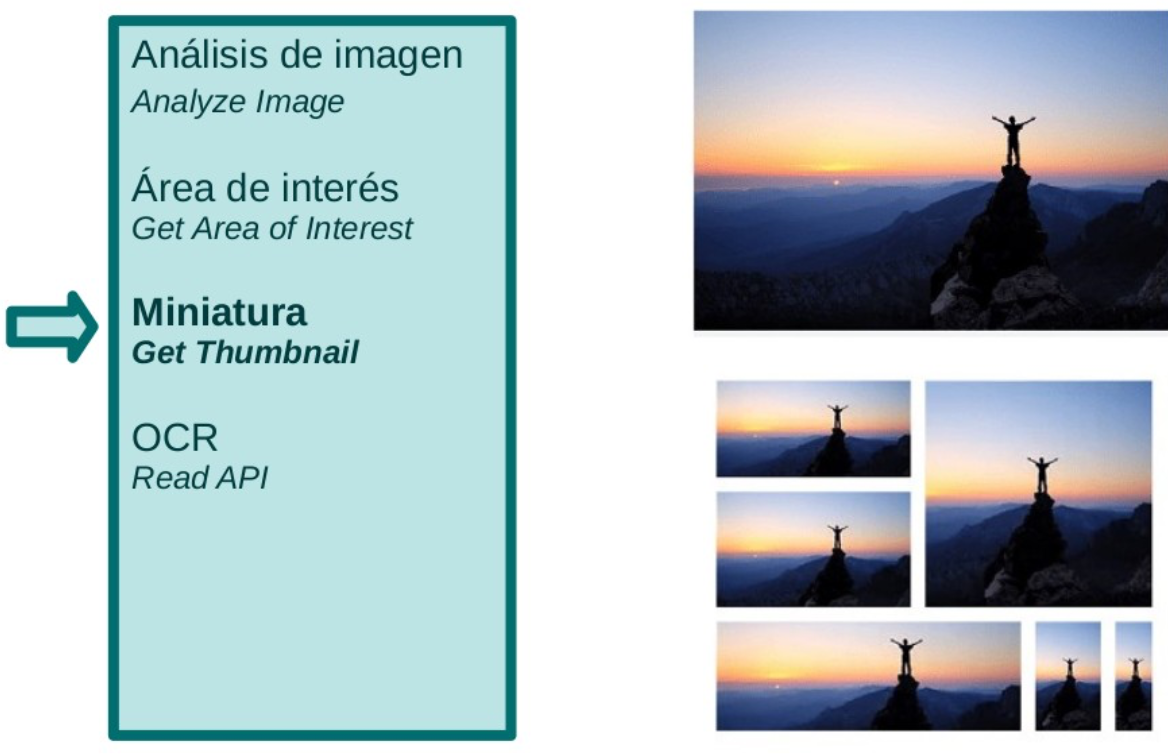 Análisis de imagen
Analyze Image
Área de interés
Get Area of Interest
Miniatura
Get Thumbnail
OCR
Read API